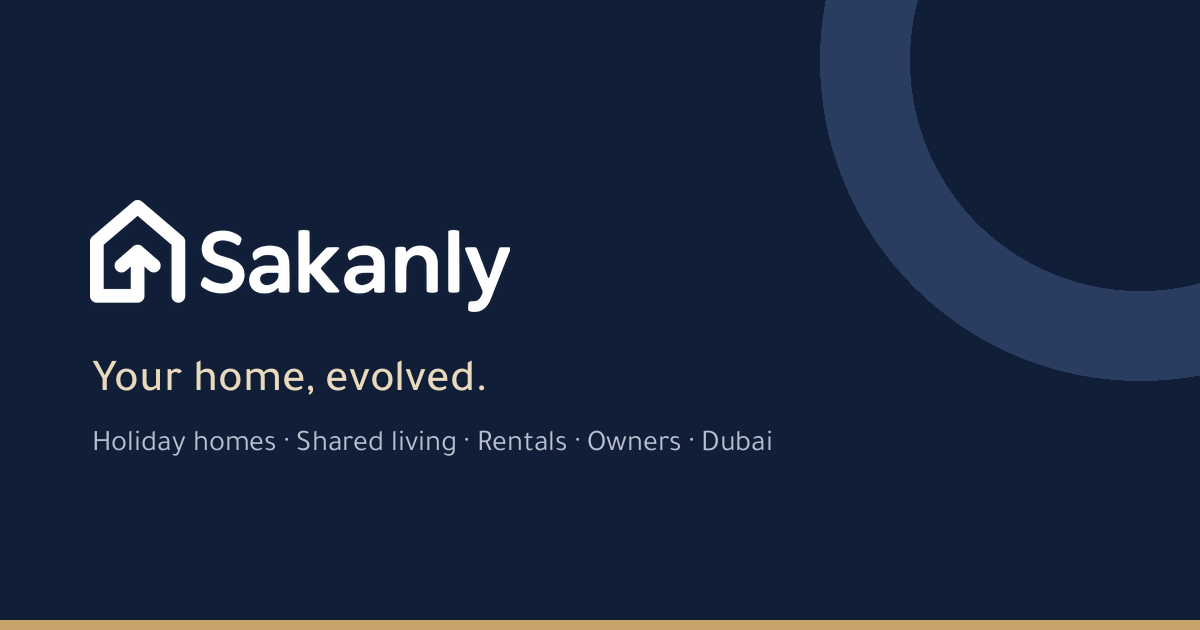 Sakanly
Your home, evolved.
Holiday homes · Shared living · Rentals · Owners · Dubai